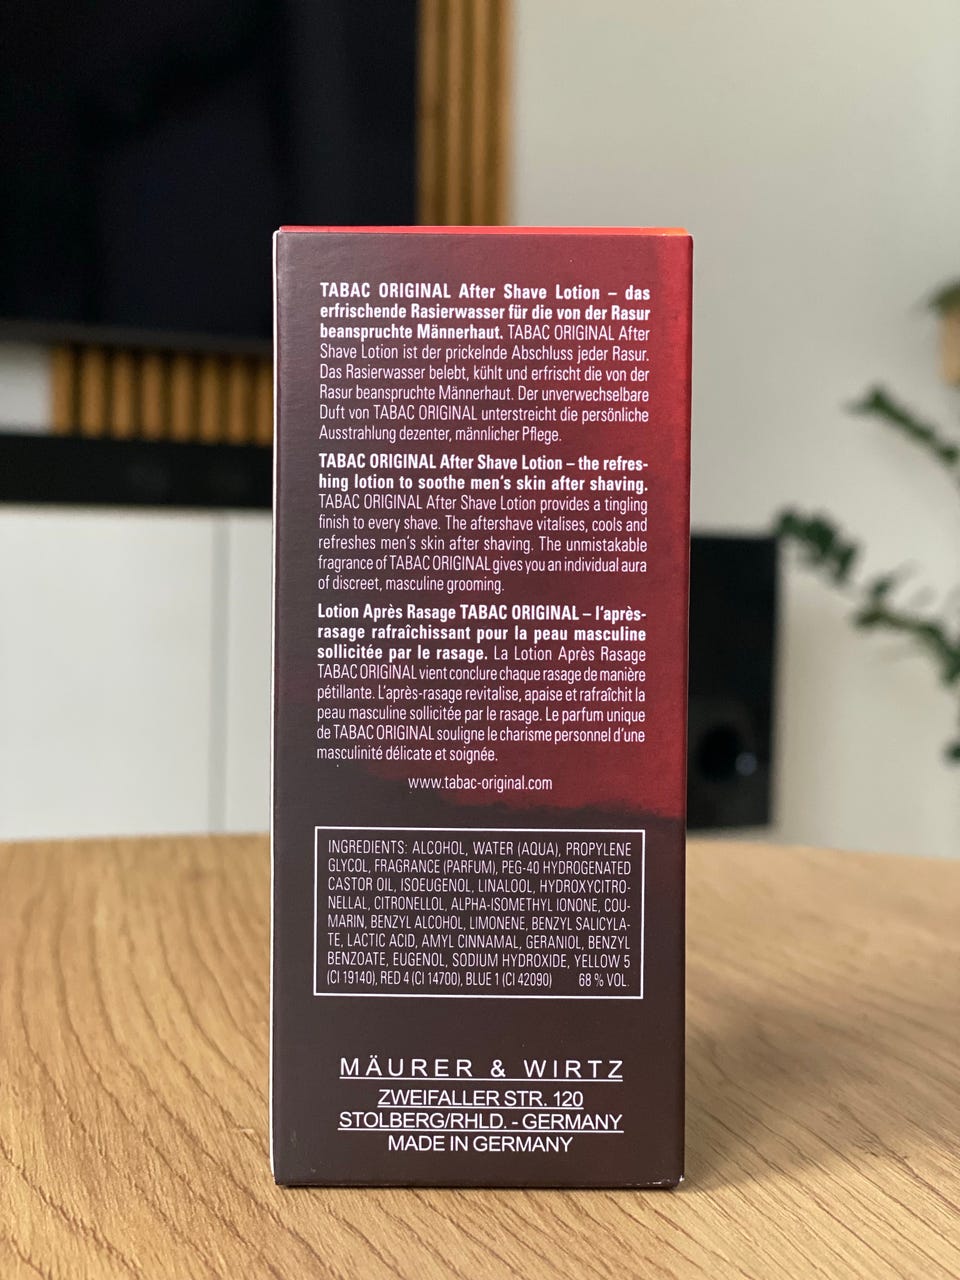 TABAC ORIGINAL After Shave Lotion – das
erfrischende Rasierwasser für die von der Rasur
beanspruchte Männerhaut. TABAC ORIGINAL After
Shave Lotion ist der prickelnde Abschluss jeder Rasur.
Das Rasierwasser belebt, kühlt und erfrischt die von der
Rasur beanspruchte Männerhaut. Der unverwechselbare
Duft von TABAC ORIGINAL unterstreicht die persönliche
Ausstrahlung dezenter, männlicher Pflege.
TABAC ORIGINAL After Shave Lotion – the refres-
hing lotion to soothe men's skin after shaving.
TABAC ORIGINAL After Shave Lotion provides a tingling
finish to every shave. The aftershave vitalises, cools and
refreshes men's skin after shaving. The unmistakable
fragrance of TABAC ORIGINAL gives you an individual aura
of discreet, masculine grooming.
Lotion Après Rasage TABAC ORIGINAL – l'après-
rasage rafraîchissant pour la peau masculine
sollicitée par le rasage. La Lotion Après Rasage
TABAC ORIGINAL vient conclure chaque rasage de manière
pétillante. L'après-rasage revitalise, apaise et rafraîchit la
peau masculine sollicitée par le rasage. Le parfum unique
de TABAC ORIGINAL souligne le charisme personnel d'une
masculinité délicate et soignée.
www.tabac-original.com
INGREDIENTS: ALCOHOL, WATER (AQUA), PROPYLENE
GLYCOL, FRAGRANCE (PARFUM), PEG-40 HYDROGENATED
CASTOR OIL, ISOEUGENOL, LINALOOL, HYDROXYCITRO-
NELLAL, CITRONELLOL, ALPHA-ISOMETHYL IONONE, COU-
MARIN, BENZYL ALCOHOL, LIMONENE, BENZYL SALICYLA-
TE, LACTIC ACID, AMYL CINNAMAL, GERANIOL, BENZYL
BENZOATE, EUGENOL, SODIUM HYDROXIDE, YELLOW 5
(CI 19140), RED 4 (CI 14700), BLUE 1 (CI 42090) 68 % VOL.
MÄURER & WIRTZ
ZWEIFALLER STR. 120
STOLBERG/RHLD. - GERMANY
MADE IN GERMANY